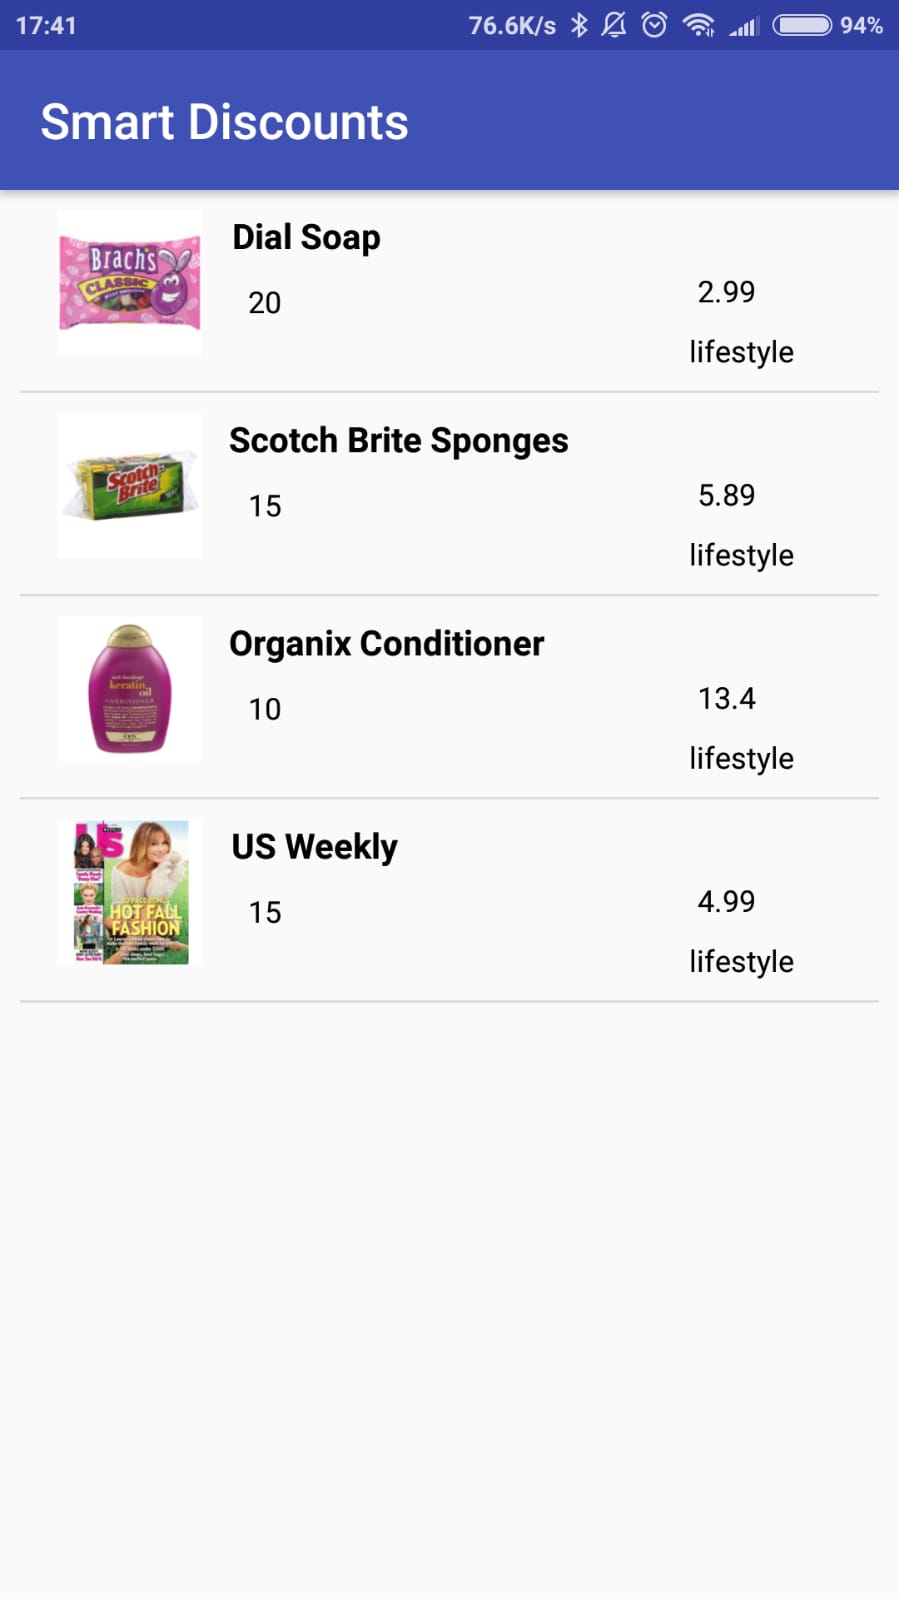 17:41 76.6K/s 94%
Smart Discounts
Brach's
CLASSIC
Dial Soap
20
2.99
lifestyle
Scotch
Brite
Scotch Brite Sponges
15
5.89
lifestyle
keratin
oil
CONDITIONER
Organix Conditioner
10
13.4
lifestyle
Us
HOT FALL
FASHION
US Weekly
15
4.99
lifestyle